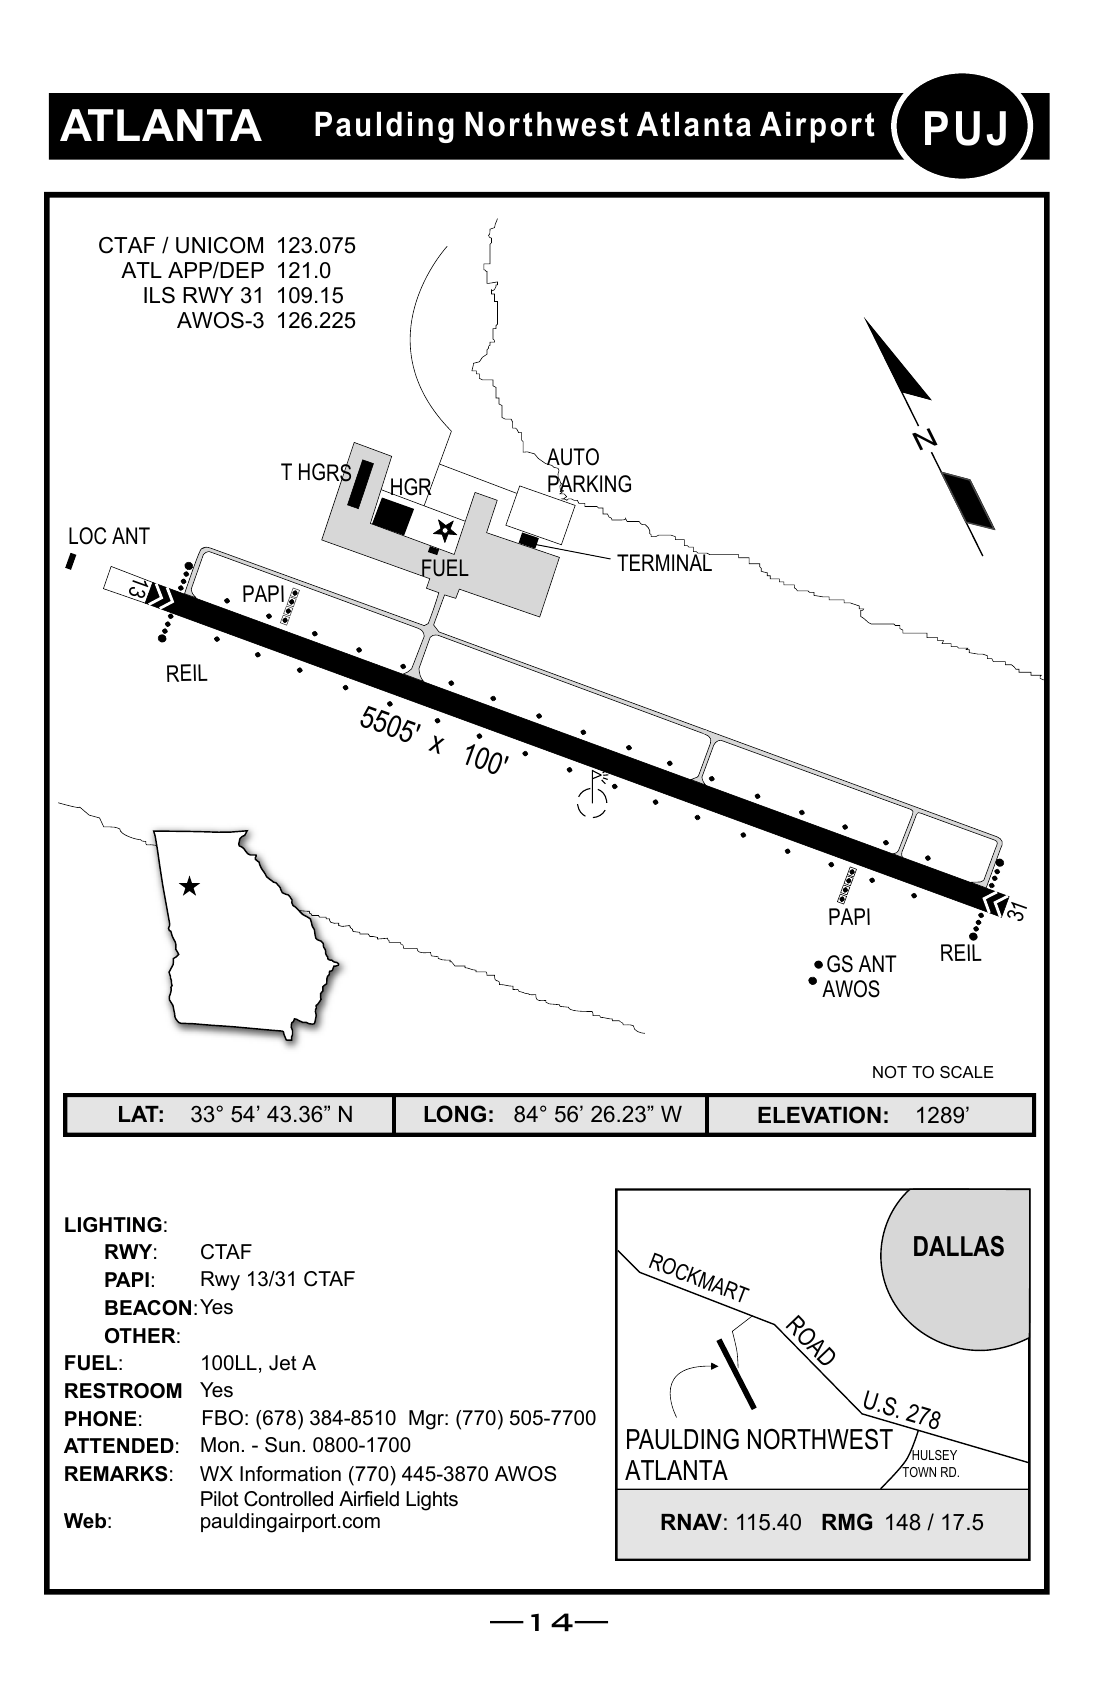 ATLANTA Paulding Northwest Atlanta Airport PUJ
CTAF / UNICOM 123.075
ATL APP/DEP 121.0
ILS RWY 31 109.15
AWOS-3 126.225
N
AUTO
PARKING
T HGRS
HGR
LOC ANT
FUEL
TERMINAL
13
PAPI
REIL
5505' x 100'
31
PAPI
REIL
GS ANT
AWOS
NOT TO SCALE
LAT: 33° 54’ 43.36” N LONG: 84° 56’ 26.23” W ELEVATION: 1289’
LIGHTING:
RWY: CTAF
PAPI: Rwy 13/31 CTAF
BEACON: Yes
OTHER:
FUEL: 100LL, Jet A
RESTROOM Yes
PHONE: FBO: (678) 384-8510 Mgr: (770) 505-7700
ATTENDED: Mon. - Sun. 0800-1700
REMARKS: WX Information (770) 445-3870 AWOS
Pilot Controlled Airfield Lights
Web: pauldingairport.com
DALLAS
ROCKMART
ROAD
U.S. 278
PAULDING NORTHWEST
ATLANTA
HULSEY
TOWN RD.
RNAV: 115.40 RMG 148 / 17.5
14